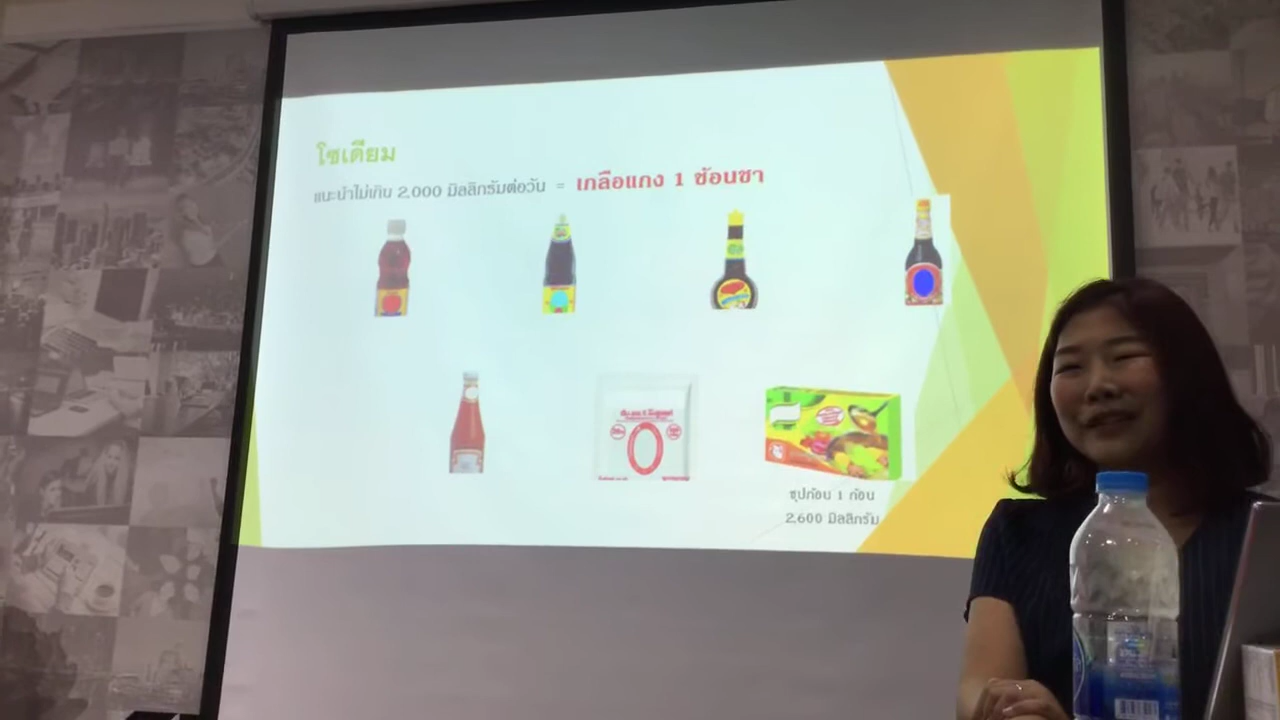 โซเดียม
แนะนำไม่เกิน 2,000 มิลลิกรัมต่อวัน = เกลือแกง 1 ช้อนชา
ซุปก้อน 1 ก้อน
2,600 มิลลิกรัม